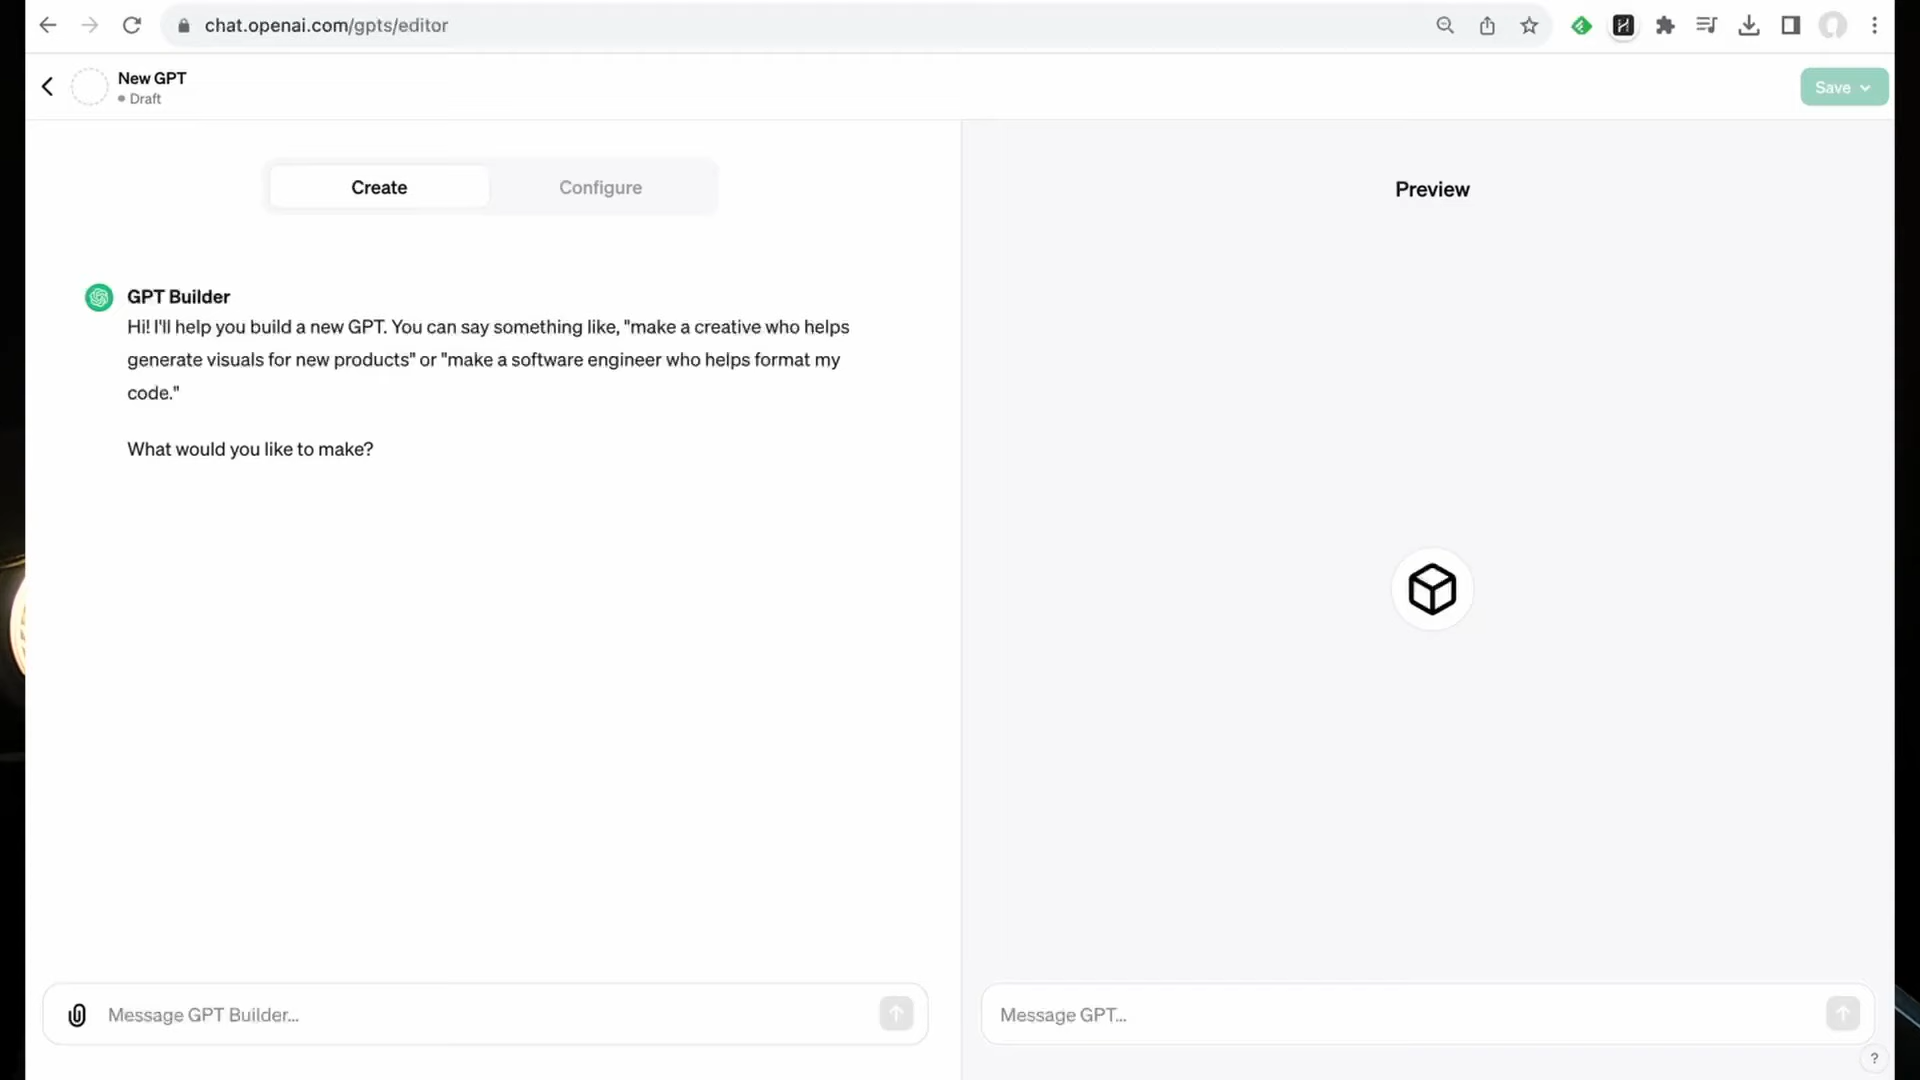 chat.openai.com/gpts/editor
New GPT
Draft
Save
Create
Configure
Preview
GPT Builder
Hi! I'll help you build a new GPT. You can say something like, "make a creative who helps
generate visuals for new products" or "make a software engineer who helps format my
code."
What would you like to make?
Message GPT Builder...
Message GPT...
?